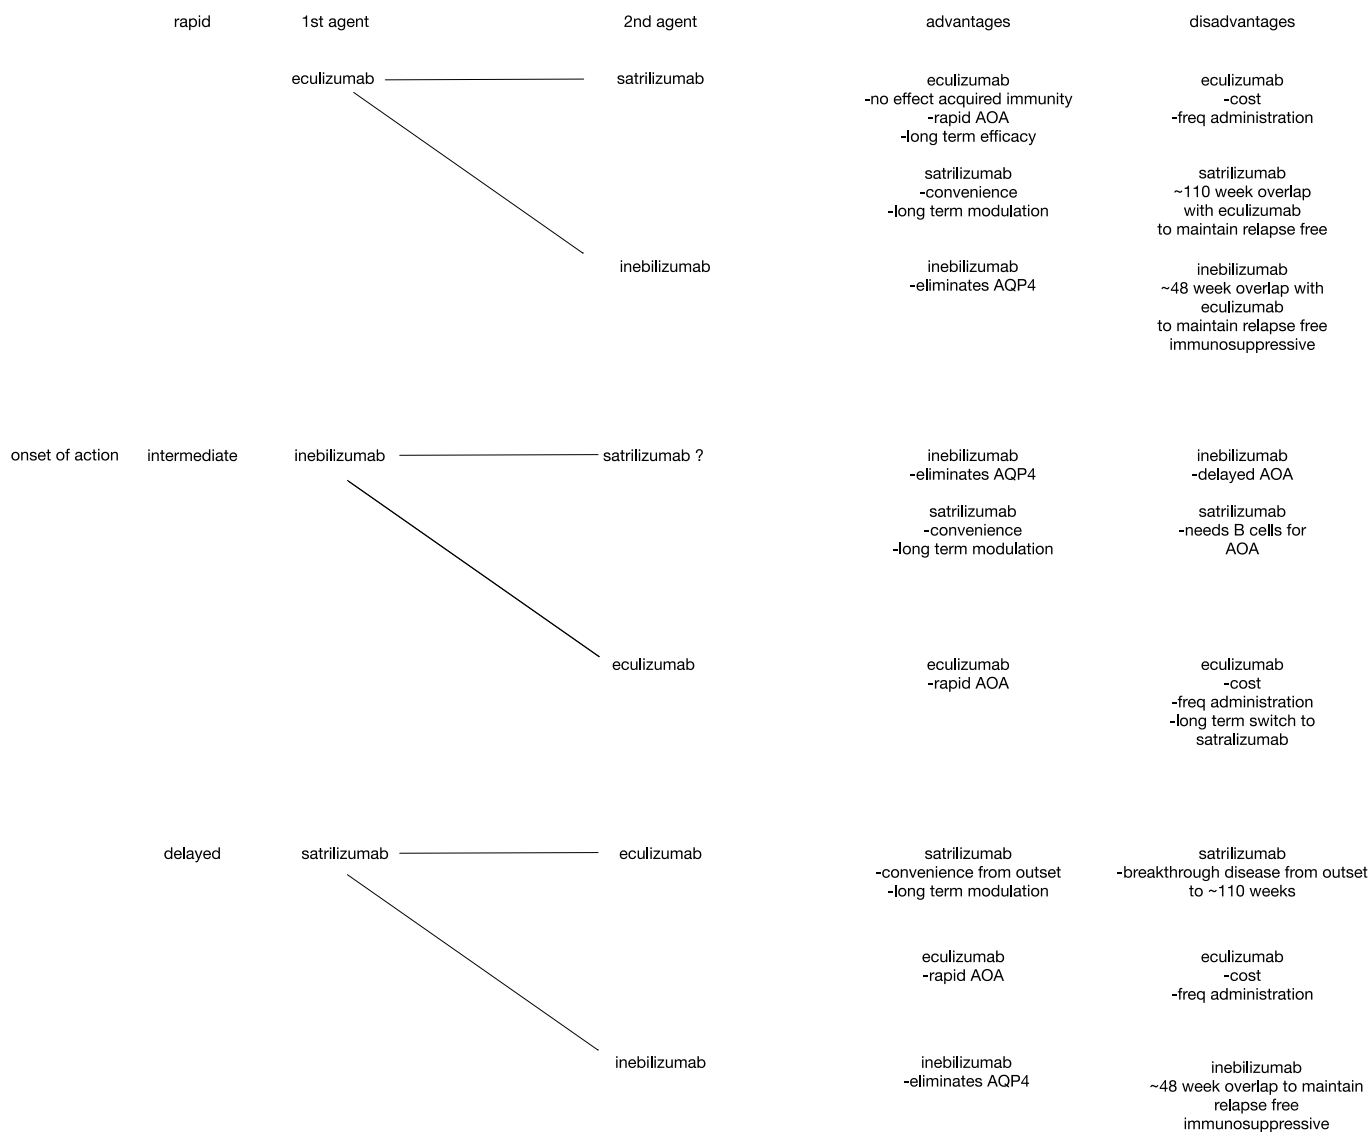 rapid 1st agent 2nd agent advantages disadvantages
eculizumab satrilizumab eculizumab eculizumab
-no effect acquired immunity -cost
-rapid AOA -freq administration
-long term efficacy
satrilizumab satrilizumab
-convenience ~110 week overlap
-long term modulation with eculizumab
to maintain relapse free
inebilizumab inebilizumab inebilizumab
-eliminates AQP4 ~48 week overlap with
eculizumab
to maintain relapse free
immunosuppressive
onset of action intermediate inebilizumab satrilizumab ? inebilizumab inebilizumab
-eliminates AQP4 -delayed AOA
satrilizumab satrilizumab
-convenience -needs B cells for
-long term modulation AOA
eculizumab eculizumab eculizumab
-rapid AOA -cost
-freq administration
-long term switch to
satralizumab
delayed satrilizumab eculizumab satrilizumab satrilizumab
-convenience from outset -breakthrough disease from outset
-long term modulation to ~110 weeks
eculizumab eculizumab
-rapid AOA -cost
-freq administration
inebilizumab inebilizumab inebilizumab
-eliminates AQP4 ~48 week overlap to maintain
relapse free
immunosuppressive